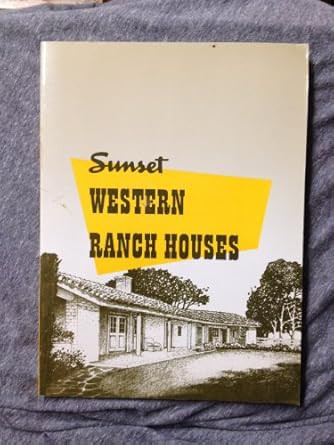 Sunset
WESTERN
RANCH HOUSES